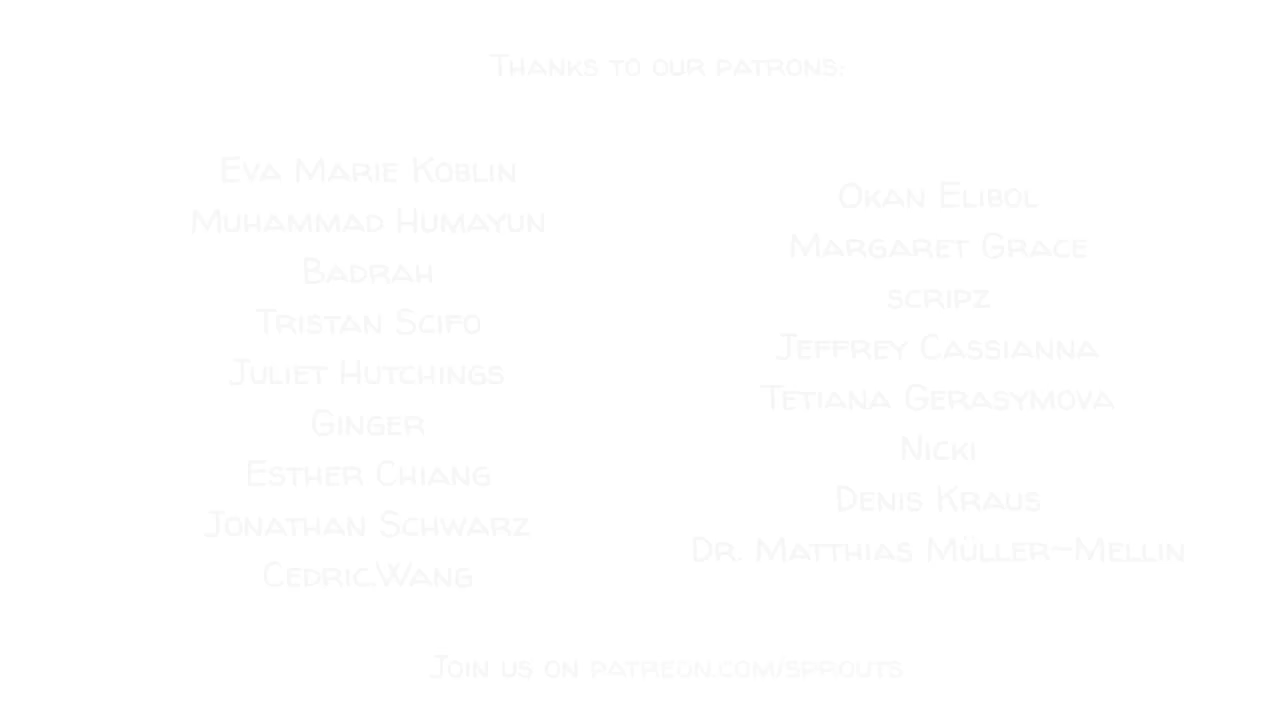 Thanks to our patrons:
Eva Marie Koblin
Muhammad Humayun
Badrah
Tristan Scifo
Juliet Hutchings
Ginger
Esther Chiang
Jonathan Schwarz
Cedric.Wang
Okan Elibol
Margaret Grace
scripz
Jeffrey Cassianna
Tetiana Gerasymova
Nicki
Denis Kraus
Dr. Matthias Müller-Mellin
Join us on patreon.com/sprouts